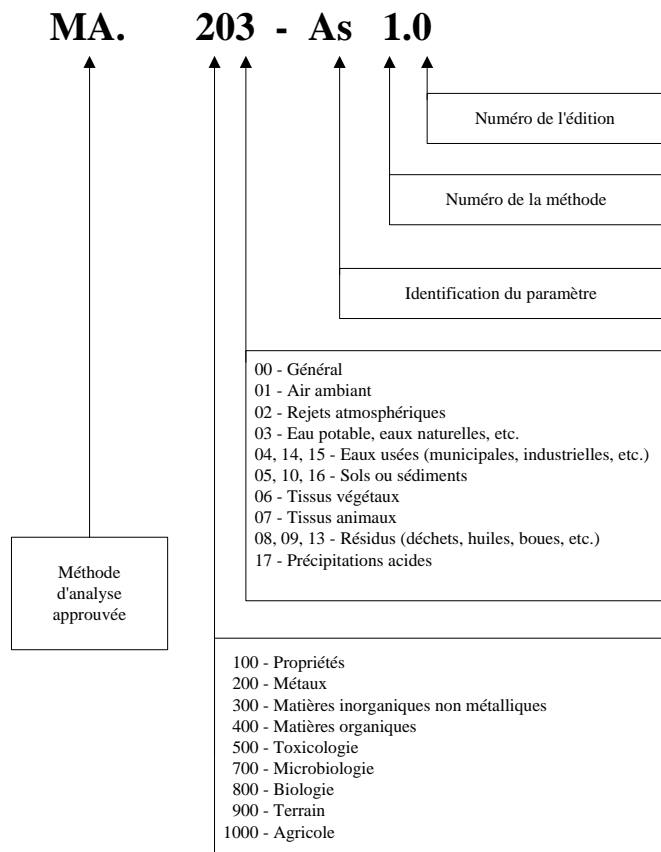 MA. 203 - As 1.0
Numéro de l'édition
Numéro de la méthode
Identification du paramètre
00 - Général
01 - Air ambiant
02 - Rejets atmosphériques
03 - Eau potable, eaux naturelles, etc.
04, 14, 15 - Eaux usées (municipales, industrielles, etc.)
05, 10, 16 - Sols ou sédiments
06 - Tissus végétaux
07 - Tissus animaux
08, 09, 13 - Résidus (déchets, huiles, boues, etc.)
17 - Précipitations acides
Méthode
d'analyse
approuvée
100 - Propriétés
200 - Métaux
300 - Matières inorganiques non métalliques
400 - Matières organiques
500 - Toxicologie
700 - Microbiologie
800 - Biologie
900 - Terrain
1000 - Agricole